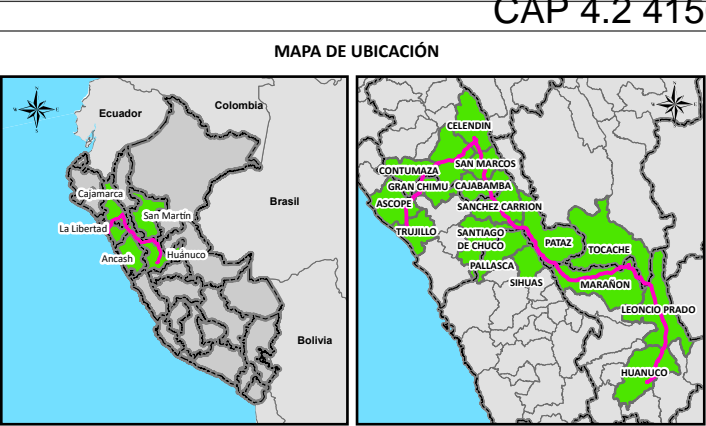 CAP 4.2 415
MAPA DE UBICACIÓN
Ecuador
Colombia
Brasil
Bolivia
Cajamarca
La Libertad
San Martín
Ancash
Huánuco
CELENDIN
CONTUMAZA
SAN MARCOS
GRAN CHIMU
CAJABAMBA
ASCOPE
SANCHEZ CARRION
TRUJILLO
SANTIAGO
DE CHUCO
PATAZ
TOCACHE
PALLASCA
SIHUAS
MARAÑON
LEONCIO PRADO
HUANUCO